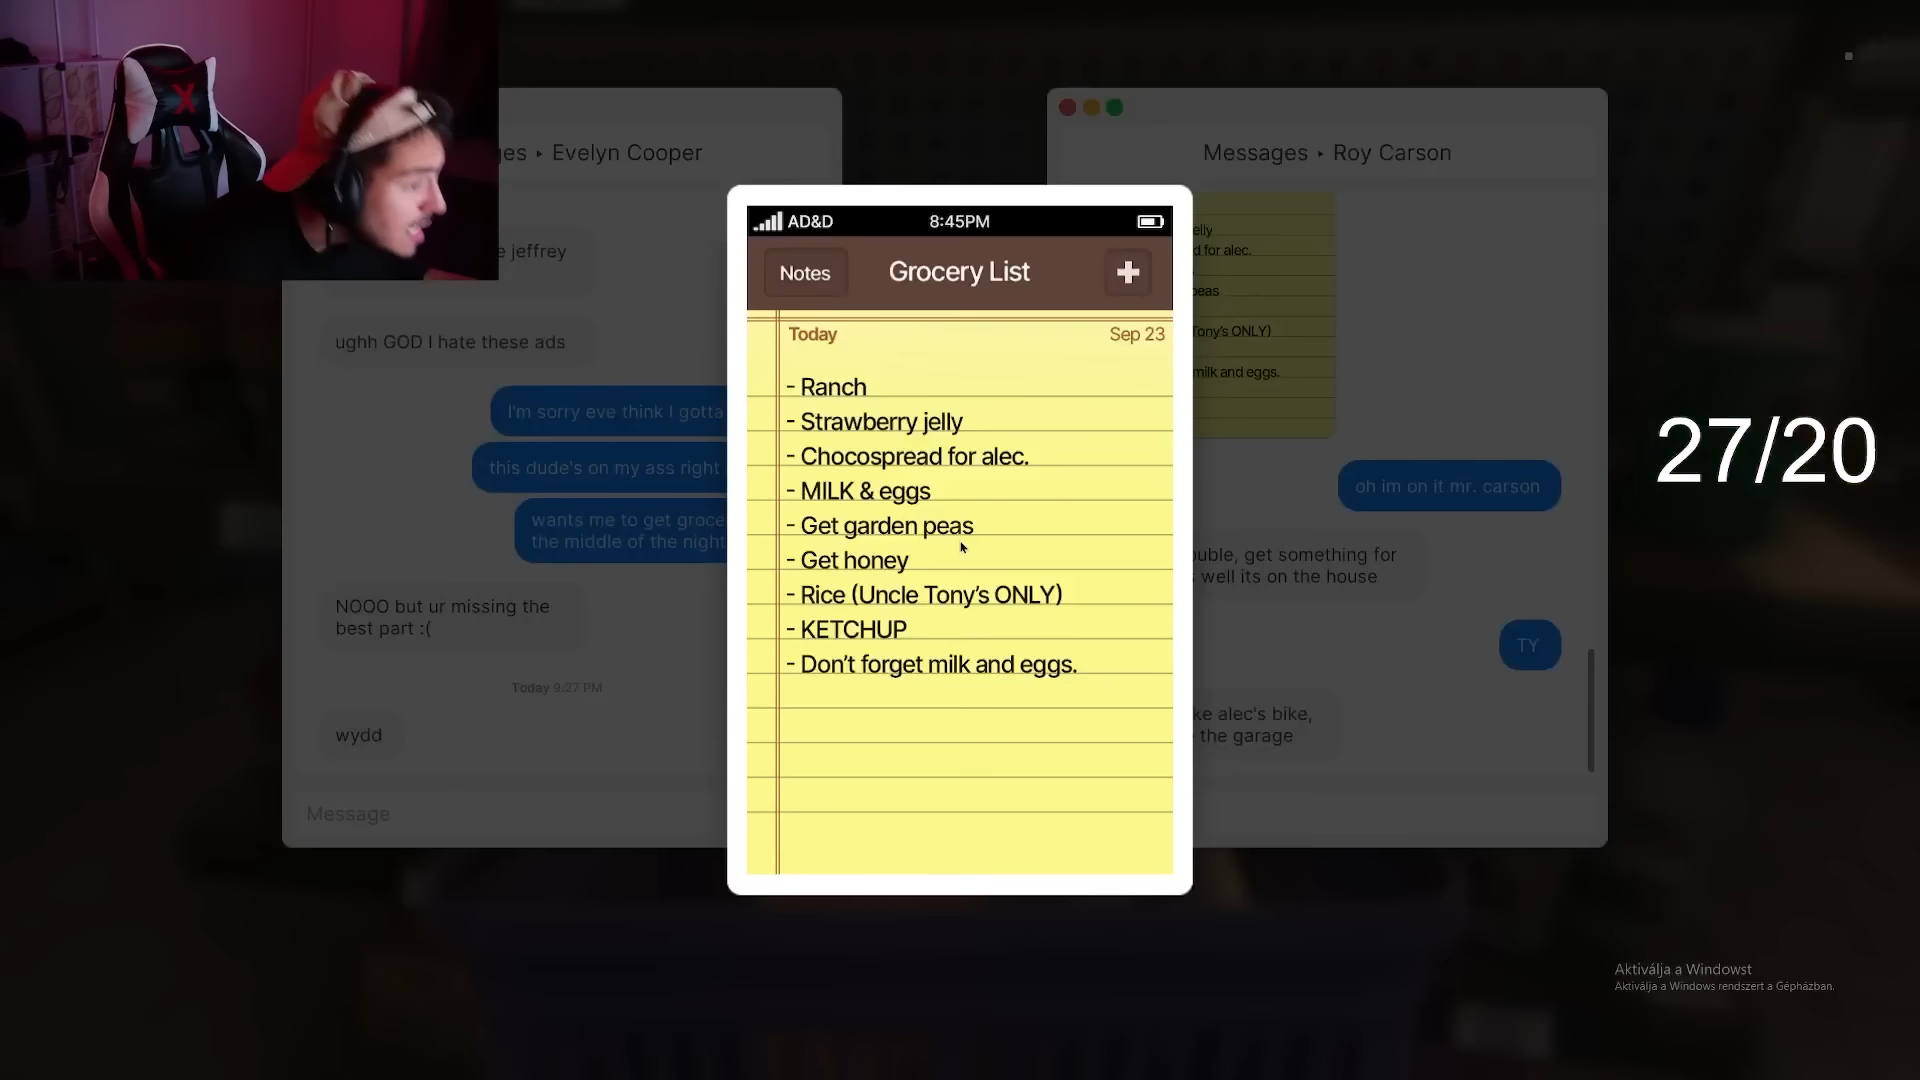 X
ges ▸ Evelyn Cooper
e jeffrey
ughh GOD I hate these ads
I'm sorry eve think I gotta
this dude's on my ass right
wants me to get groce
the middle of the night
NOOO but ur missing the
best part :(
Today 9:27 PM
wydd
Message
AD&D
8:45PM
Notes
Grocery List
Today
Sep 23
- Ranch
- Strawberry jelly
- Chocospread for alec.
- MILK & eggs
- Get garden peas
- Get honey
- Rice (Uncle Tony's ONLY)
- KETCHUP
- Don't forget milk and eggs.
Messages ▸ Roy Carson
elly
d for alec.
peas
Tony's ONLY)
milk and eggs.
oh im on it mr. carson
ouble, get something for
well its on the house
TY
ke alec's bike,
the garage
27/20
Aktiválja a Windowst
Aktiválja a Windows rendszert a Gépházban.